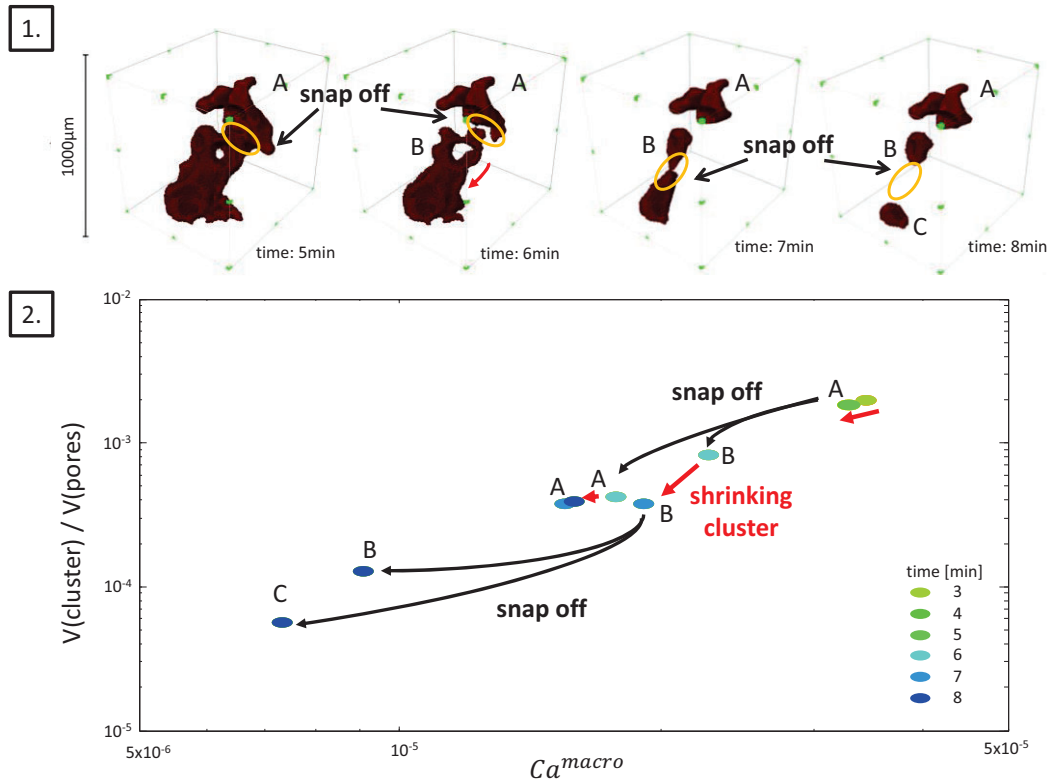 1.
1000µm
A
snap off
time: 5min
A
B
time: 6min
A
B
snap off
time: 7min
A
B
C
time: 8min
2.
V(cluster) / V(pores)
10-2
10-3
10-4
10-5
snap off
A
B
A
A
B
shrinking
cluster
B
C
snap off
time [min]
3
4
5
6
7
8
5x10-6
10-5
5x10-5
Ca^macro